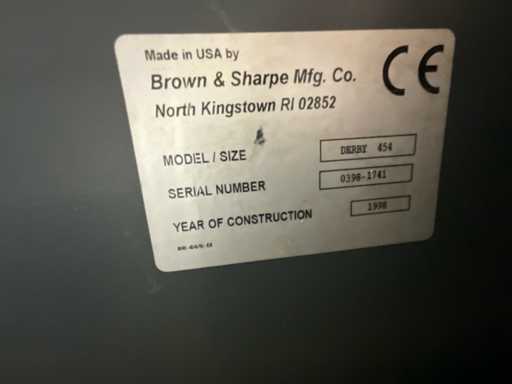 Made in USA by
Brown & Sharpe Mfg. Co.
CE
North Kingstown RI 02852
MODEL / SIZE DERBY 454
SERIAL NUMBER 0398-1741
YEAR OF CONSTRUCTION 1998